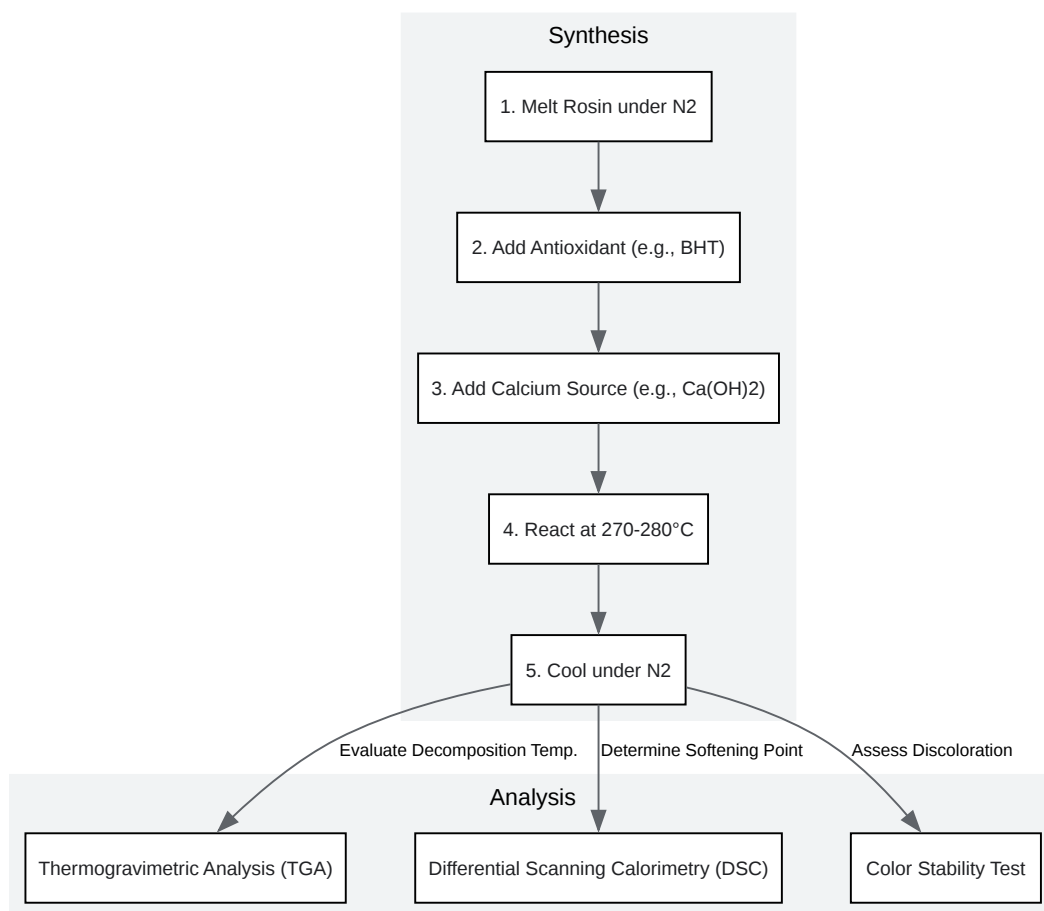 Synthesis
1. Melt Rosin under N2
2. Add Antioxidant (e.g., BHT)
3. Add Calcium Source (e.g., Ca(OH)2)
4. React at 270-280°C
5. Cool under N2
Evaluate Decomposition Temp.
Determine Softening Point
Assess Discoloration
Analysis
Thermogravimetric Analysis (TGA)
Differential Scanning Calorimetry (DSC)
Color Stability Test